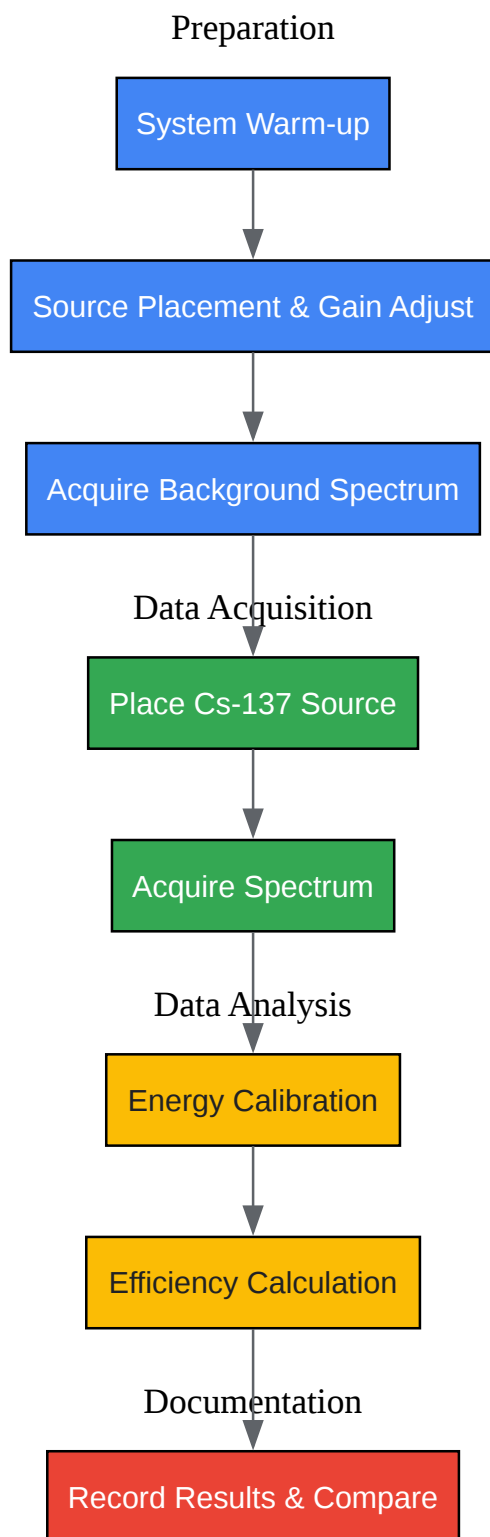 Preparation
System Warm-up
Source Placement & Gain Adjust
Acquire Background Spectrum
Data Acquisition
Place Cs-137 Source
Acquire Spectrum
Data Analysis
Energy Calibration
Efficiency Calculation
Documentation
Record Results & Compare